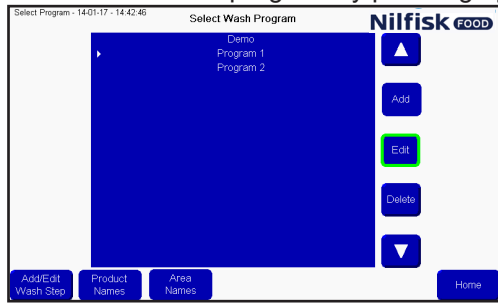 Select Program - 14-01-17 - 14:42:46
Select Wash Program
Nilfisk FOOD
Demo
Program 1
Program 2
Add
Edit
Delete
Add/Edit
Wash Step
Product
Names
Area
Names
Home